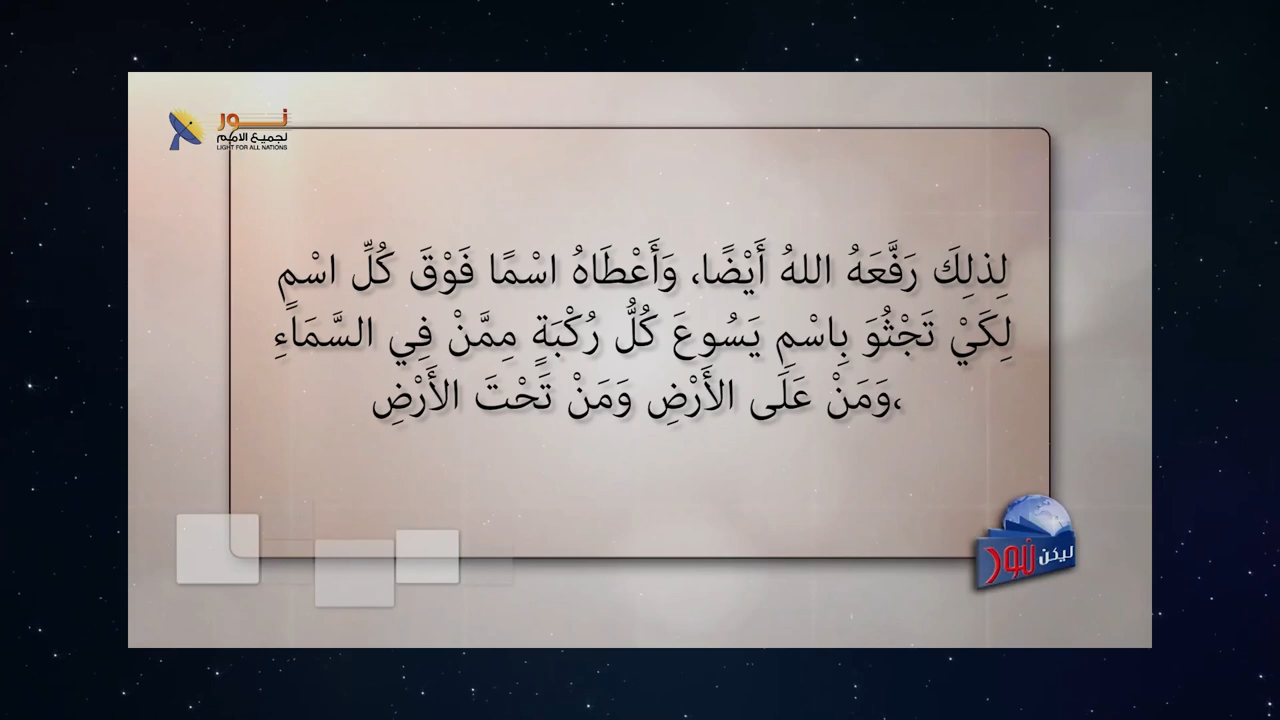 نور
لجميع الامم
LIGHT FOR ALL NATIONS
لِذلِكَ رَفَّعَهُ اللهُ أَيْضًا، وَأَعْطَاهُ اسْمًا فَوْقَ كُلِّ اسْمٍ
لِكَيْ تَجْثُوَ بِاسْمِ يَسُوعَ كُلُّ رُكْبَةٍ مِمَّنْ فِي السَّمَاءِ
،وَمَنْ عَلَى الأَرْضِ وَمَنْ تَحْتَ الأَرْضِ
ليكن نور